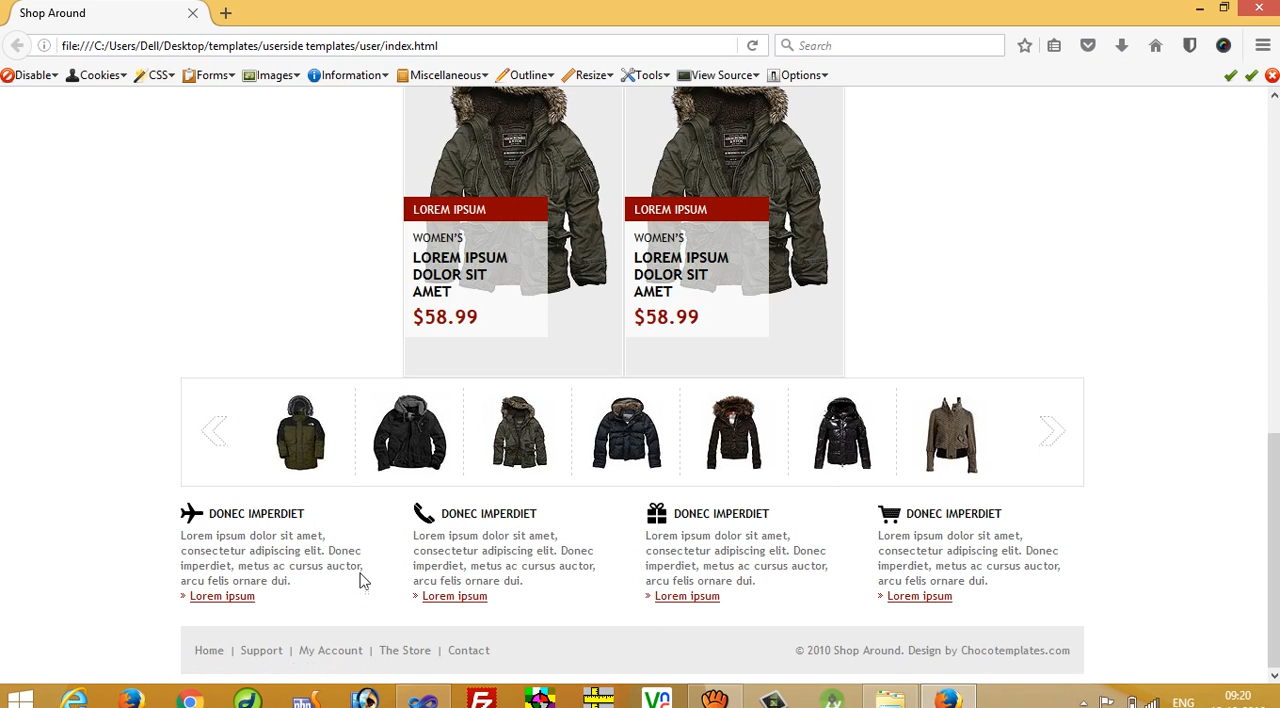 Shop Around
file:///C:/Users/Dell/Desktop/templates/userside templates/user/index.html
Search
Disable Cookies CSS Forms Images Information Miscellaneous Outline Resize Tools View Source Options
LOREM IPSUM
WOMEN'S
LOREM IPSUM
DOLOR SIT
AMET
$58.99
LOREM IPSUM
WOMEN'S
LOREM IPSUM
DOLOR SIT
AMET
$58.99
DONEC IMPERDIET
Lorem ipsum dolor sit amet,
consectetur adipiscing elit. Donec
imperdiet, metus ac cursus auctor,
arcu felis ornare dui.
Lorem ipsum
DONEC IMPERDIET
Lorem ipsum dolor sit amet,
consectetur adipiscing elit. Donec
imperdiet, metus ac cursus auctor,
arcu felis ornare dui.
Lorem ipsum
DONEC IMPERDIET
Lorem ipsum dolor sit amet,
consectetur adipiscing elit. Donec
imperdiet, metus ac cursus auctor,
arcu felis ornare dui.
Lorem ipsum
DONEC IMPERDIET
Lorem ipsum dolor sit amet,
consectetur adipiscing elit. Donec
imperdiet, metus ac cursus auctor,
arcu felis ornare dui.
Lorem ipsum
Home | Support | My Account | The Store | Contact
© 2010 Shop Around. Design by Chocotemplates.com
ENG
09:20